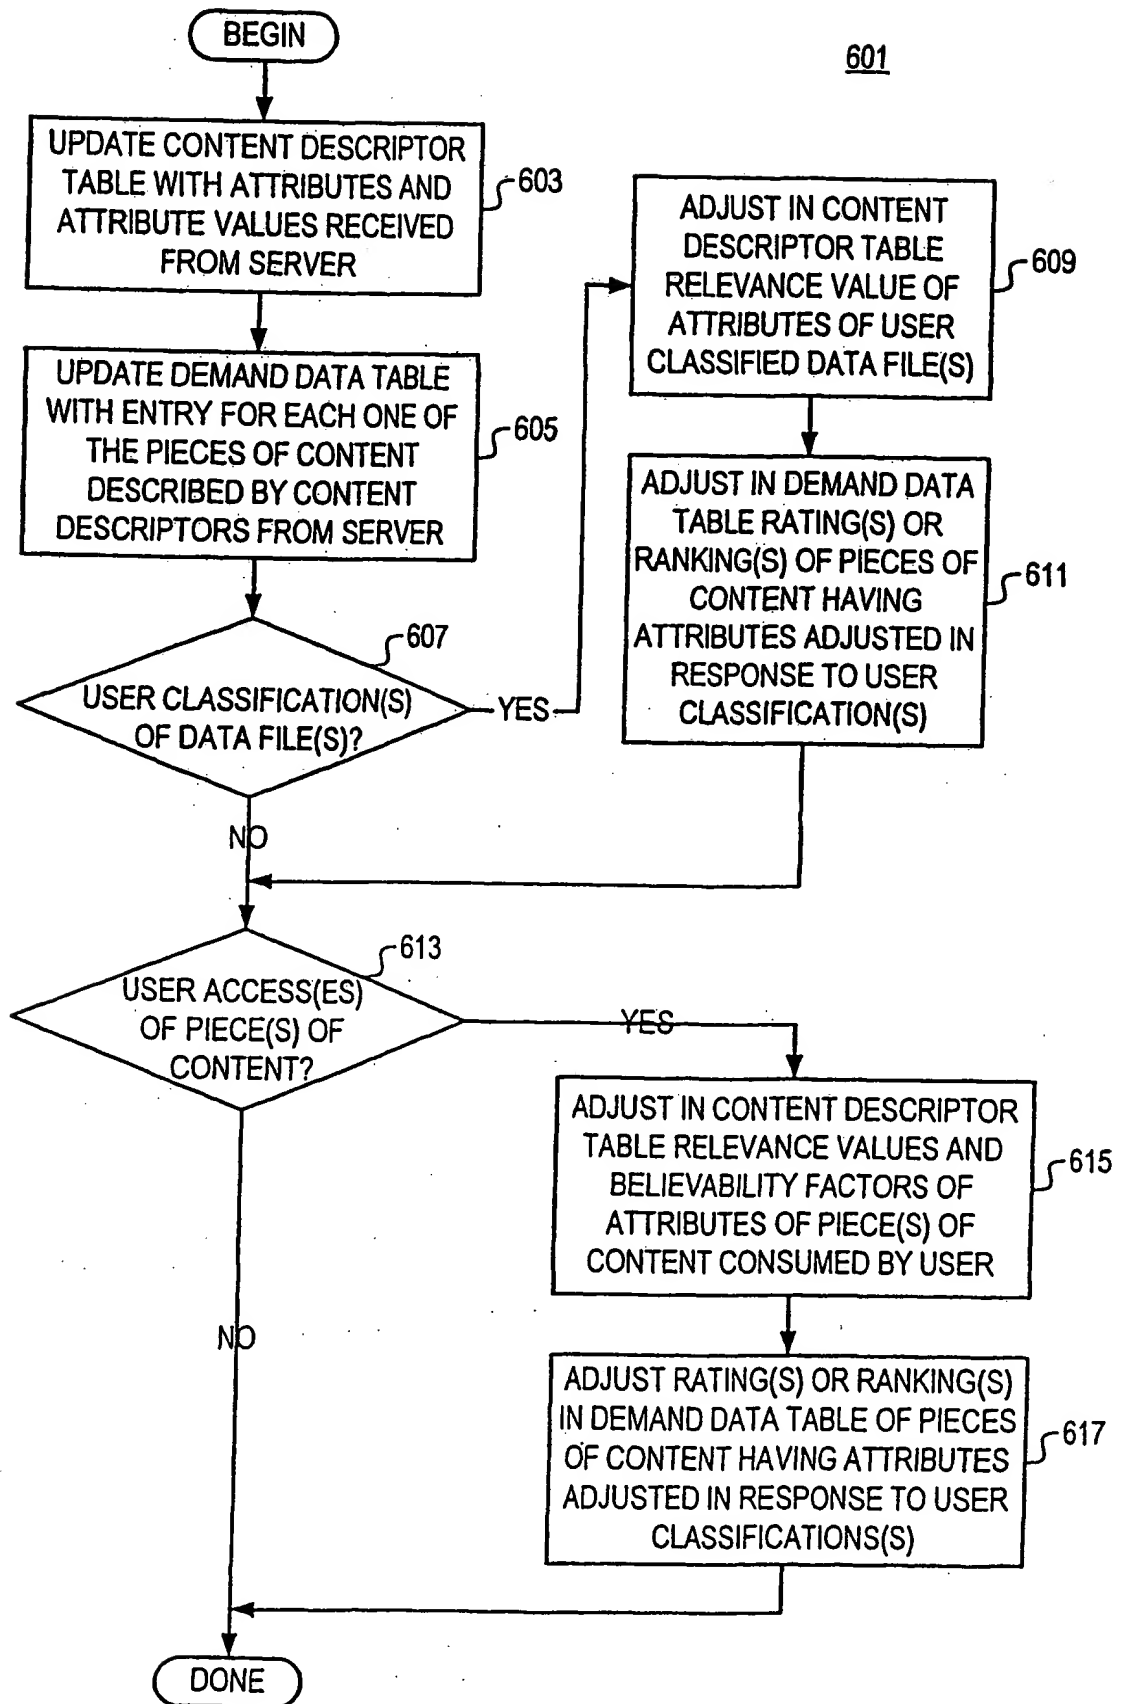 BEGIN
601
UPDATE CONTENT DESCRIPTOR
TABLE WITH ATTRIBUTES AND
ATTRIBUTE VALUES RECEIVED
FROM SERVER
603
UPDATE DEMAND DATA TABLE
WITH ENTRY FOR EACH ONE OF
THE PIECES OF CONTENT
DESCRIBED BY CONTENT
DESCRIPTORS FROM SERVER
605
USER CLASSIFICATION(S)
OF DATA FILE(S)?
607
YES
NO
ADJUST IN CONTENT
DESCRIPTOR TABLE
RELEVANCE VALUE OF
ATTRIBUTES OF USER
CLASSIFIED DATA FILE(S)
609
ADJUST IN DEMAND DATA
TABLE RATING(S) OR
RANKING(S) OF PIECES OF
CONTENT HAVING
ATTRIBUTES ADJUSTED IN
RESPONSE TO USER
CLASSIFICATION(S)
611
USER ACCESS(ES)
OF PIECE(S) OF
CONTENT?
613
YES
NO
ADJUST IN CONTENT DESCRIPTOR
TABLE RELEVANCE VALUES AND
BELIEVABILITY FACTORS OF
ATTRIBUTES OF PIECE(S) OF
CONTENT CONSUMED BY USER
615
ADJUST RATING(S) OR RANKING(S)
IN DEMAND DATA TABLE OF PIECES
OF CONTENT HAVING ATTRIBUTES
ADJUSTED IN RESPONSE TO USER
CLASSIFICATIONS(S)
617
DONE